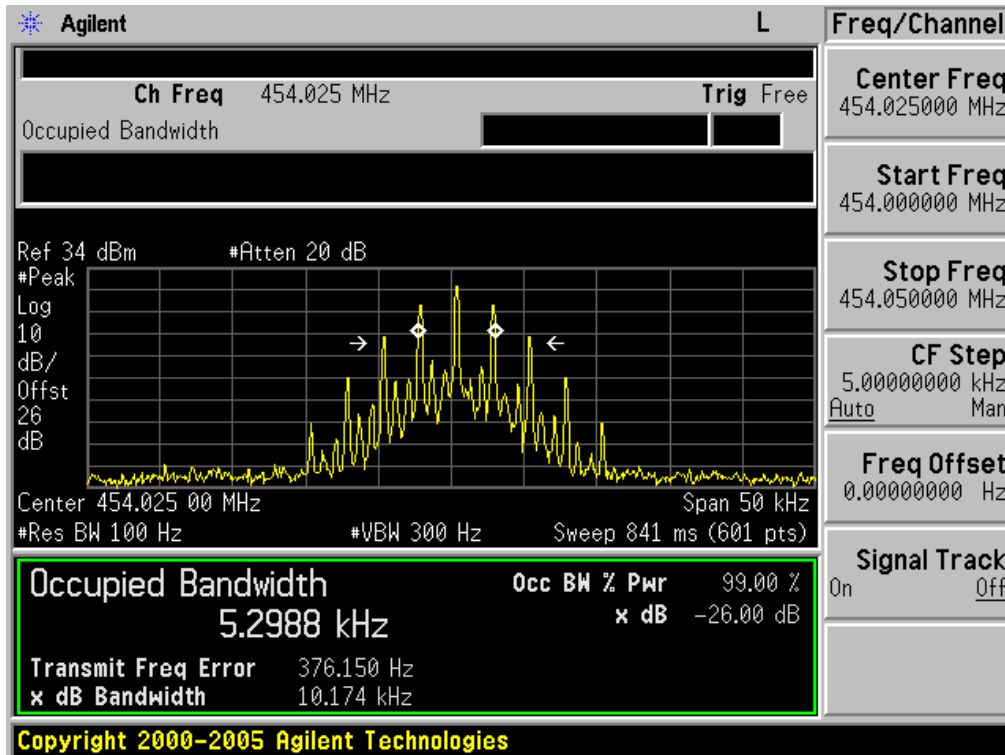 Agilent L
Ch Freq 454.025 MHz Trig Free
Occupied Bandwidth
Ref 34 dBm #Atten 20 dB
#Peak
Log
10
dB/
Offst
26
dB
Center 454.025 00 MHz Span 50 kHz
#Res BW 100 Hz #VBW 300 Hz Sweep 841 ms (601 pts)
Occupied Bandwidth Occ BW % Pwr 99.00 %
5.2988 kHz x dB -26.00 dB
Transmit Freq Error 376.150 Hz
x dB Bandwidth 10.174 kHz
Copyright 2000-2005 Agilent Technologies
Freq/Channel
Center Freq
454.025000 MHz
Start Freq
454.000000 MHz
Stop Freq
454.050000 MHz
CF Step
5.00000000 kHz
Auto Man
Freq Offset
0.00000000 Hz
Signal Track
On Off